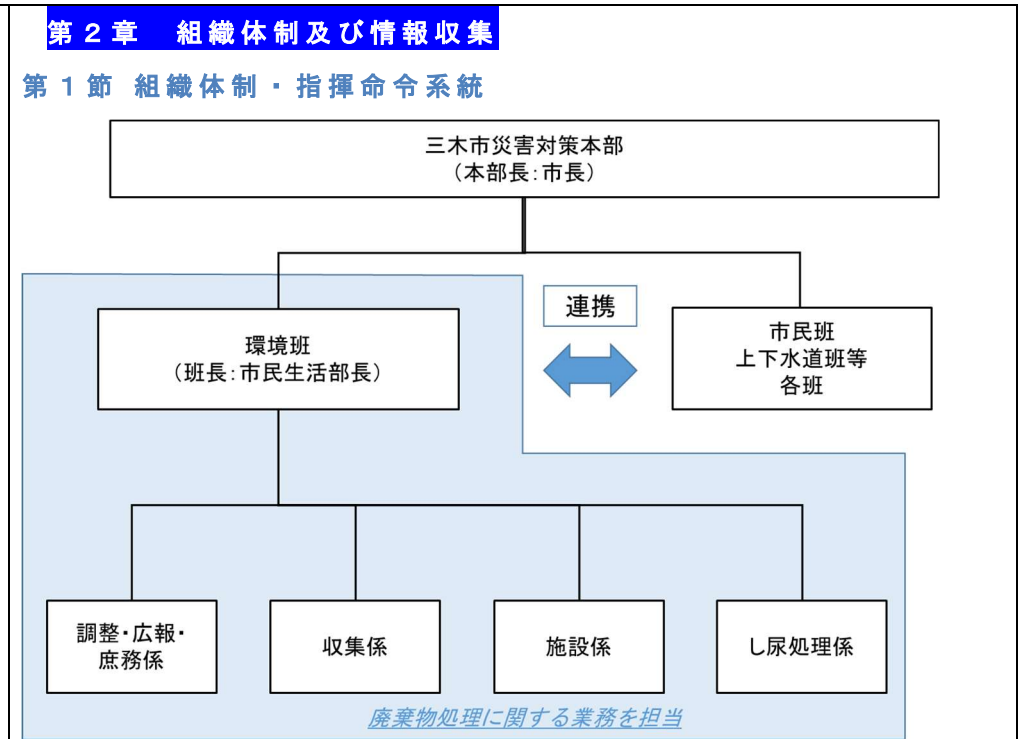 第２章　組織体制及び情報収集
第１節 組織体制・指揮命令系統
三木市災害対策本部
（本部長：市長）
環境班
（班長：市民生活部長）
連携
市民班
上下水道班等
各班
調整・広報・
庶務係
収集係
施設係
し尿処理係
廃棄物処理に関する業務を担当